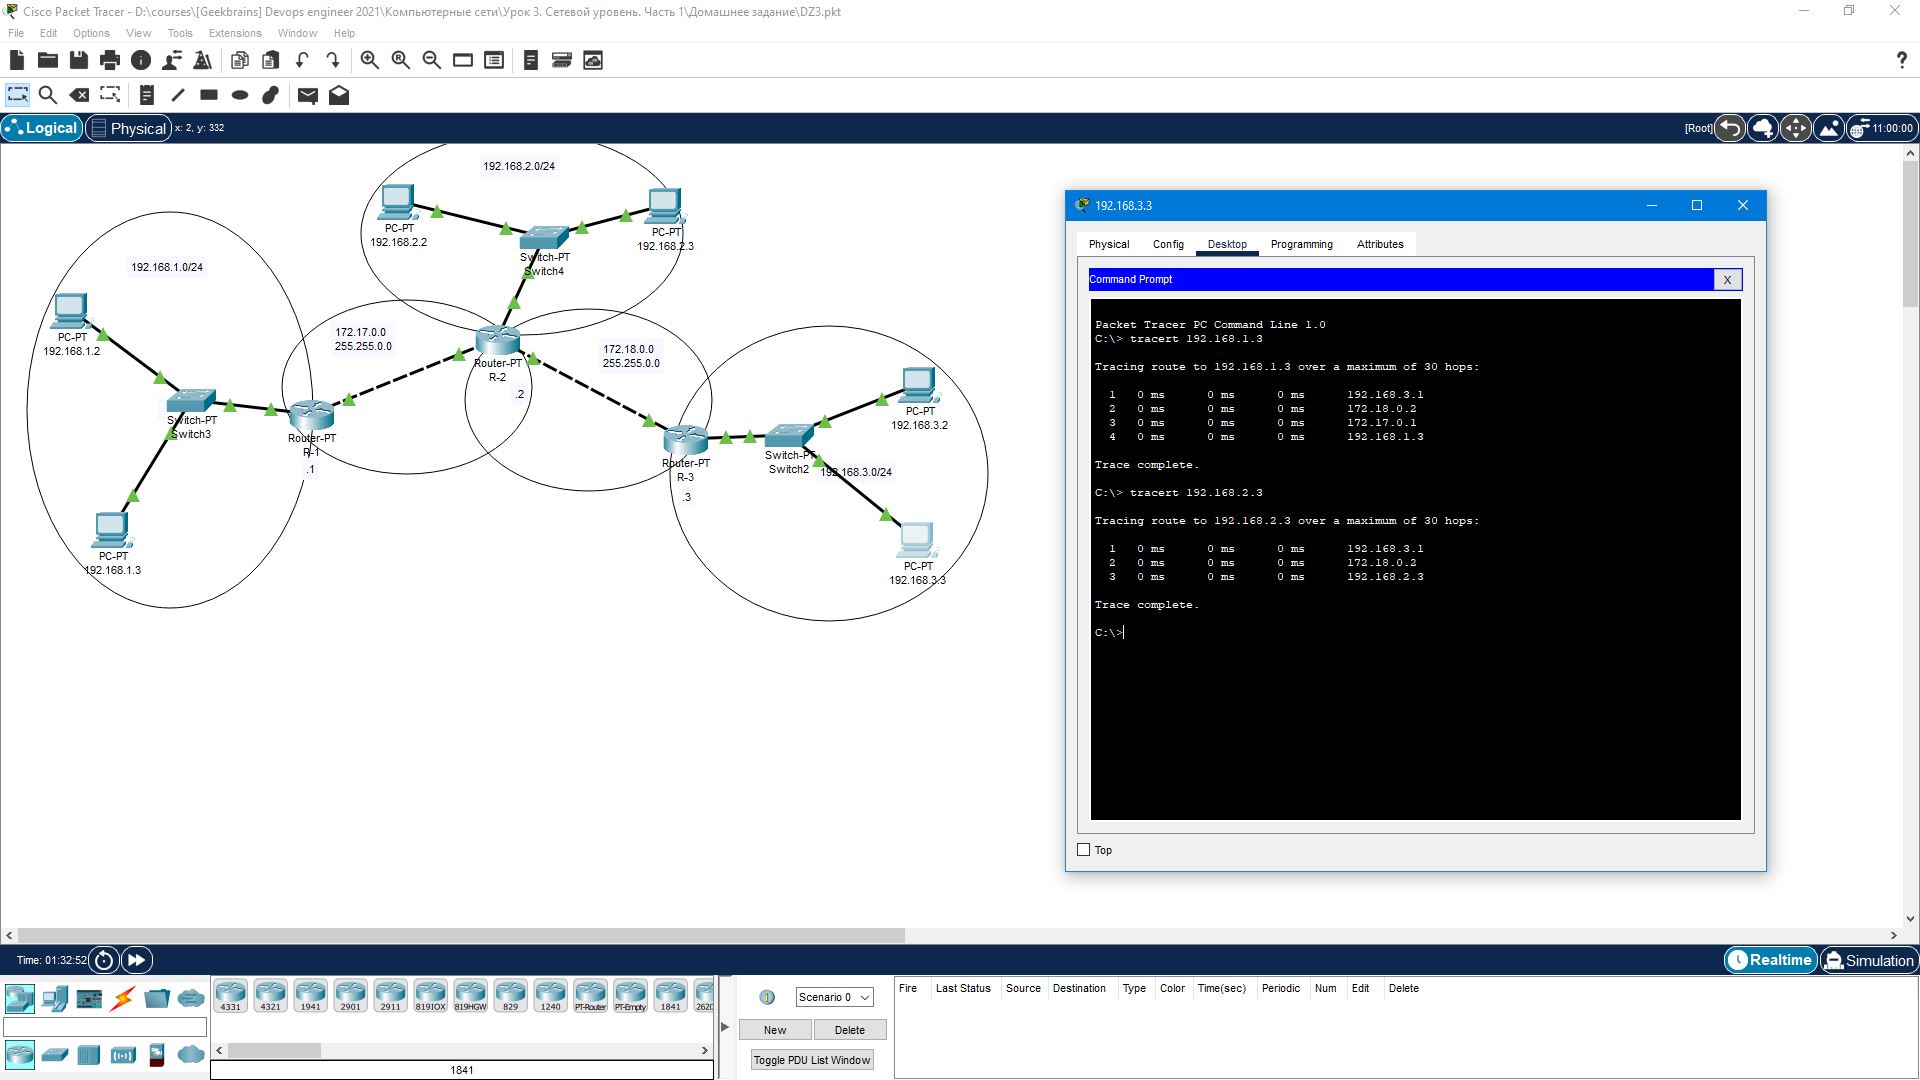 Cisco Packet Tracer - D:\courses\[Geekbrains] Devops engineer 2021\Компьютерные сети\Урок 3. Сетевой уровень. Часть 1\Домашнее задание\DZ3.pkt
File Edit Options View Tools Extensions Window Help
?
Logical Physical x: 2, y: 332 [Root] 11:00:00
192.168.2.0/24
PC-PT
192.168.2.2
PC-PT
192.168.2.3
Switch-PT
Switch4
192.168.1.0/24
PC-PT
192.168.1.2
Switch-PT
Switch3
PC-PT
192.168.1.3
172.17.0.0
255.255.0.0
Router-PT
R-1
.1
Router-PT
R-2
.2
172.18.0.0
255.255.0.0
Router-PT
R-3
.3
Switch-PT
Switch2
192.168.3.0/24
PC-PT
192.168.3.2
PC-PT
192.168.3.3
192.168.3.3
Physical Config Desktop Programming Attributes
Command Prompt X
Packet Tracer PC Command Line 1.0
C:\> tracert 192.168.1.3
Tracing route to 192.168.1.3 over a maximum of 30 hops:
1 0 ms 0 ms 0 ms 192.168.3.1
2 0 ms 0 ms 0 ms 172.18.0.2
3 0 ms 0 ms 0 ms 172.17.0.1
4 0 ms 0 ms 0 ms 192.168.1.3
Trace complete.
C:\> tracert 192.168.2.3
Tracing route to 192.168.2.3 over a maximum of 30 hops:
1 0 ms 0 ms 0 ms 192.168.3.1
2 0 ms 0 ms 0 ms 172.18.0.2
3 0 ms 0 ms 0 ms 192.168.2.3
Trace complete.
C:\>
Top
Time: 01:32:52 Realtime Simulation
4331 4321 1941 2901 2911 819IOX 819HGW 829 1240 PT-Router PT-Empty 1841 2620
1841
Scenario 0
New Delete
Toggle PDU List Window
Fire Last Status Source Destination Type Color Time(sec) Periodic Num Edit Delete